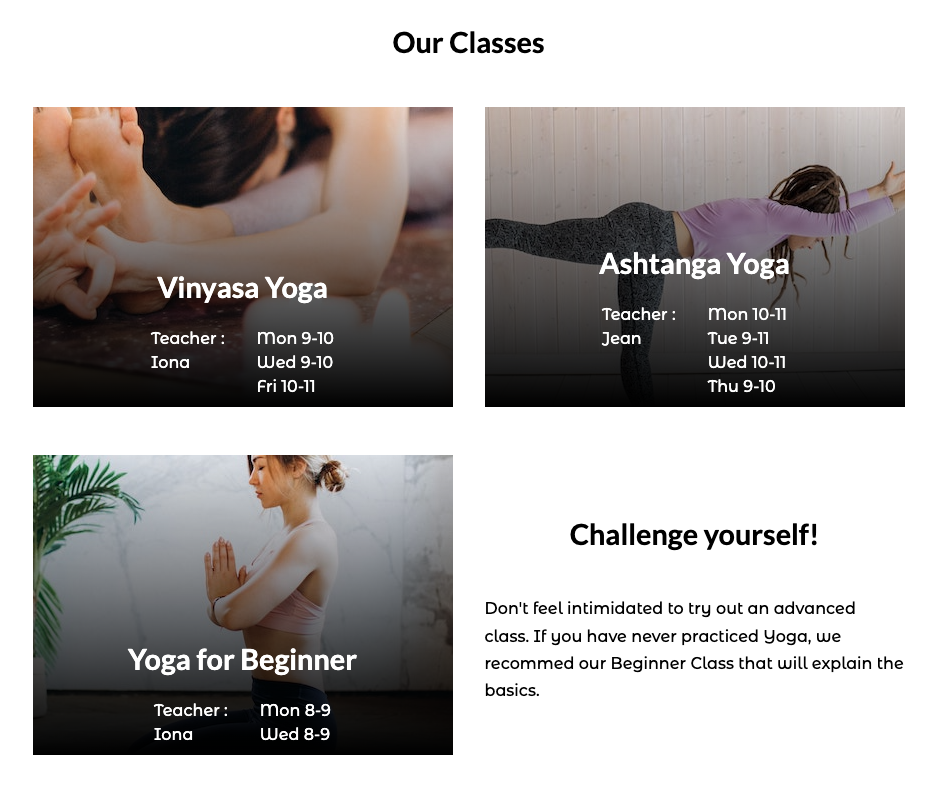 Our Classes
Vinyasa Yoga
Teacher :
Iona
Mon 9-10
Wed 9-10
Fri 10-11
Ashtanga Yoga
Teacher :
Jean
Mon 10-11
Tue 9-11
Wed 10-11
Thu 9-10
Yoga for Beginner
Teacher :
Iona
Mon 8-9
Wed 8-9
Challenge yourself!
Don't feel intimidated to try out an advanced
class. If you have never practiced Yoga, we
recommed our Beginner Class that will explain the
basics.